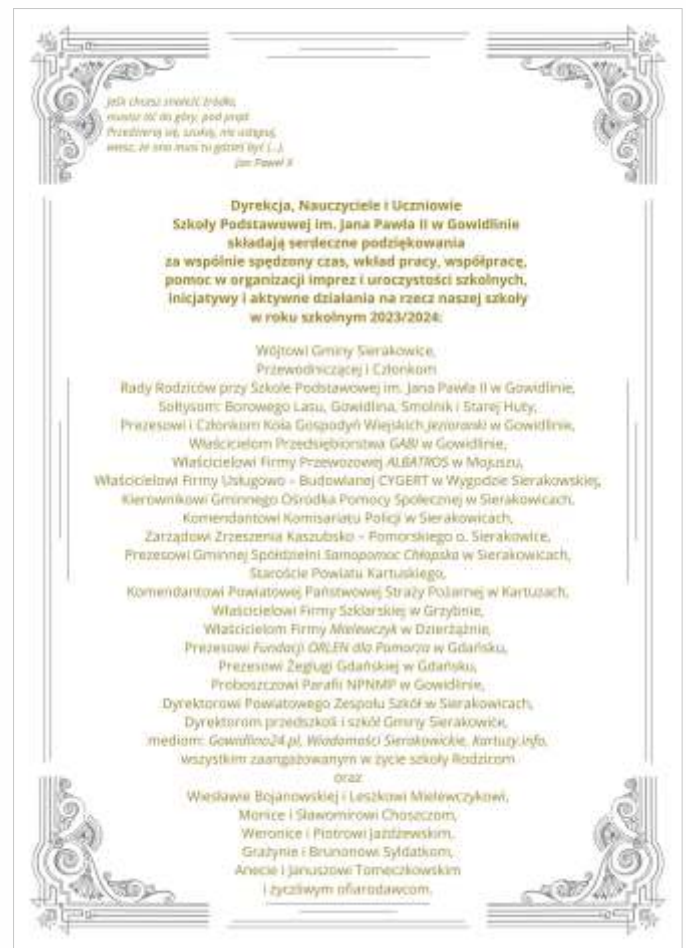 Jeśli chcesz znaleźć źródło,
musisz iść do góry, pod prąd.
Przedzieraj się, szukaj, nie ustępuj,
wiesz, że ono musi tu gdzieś być (...).
Jan Paweł II
Dyrekcja, Nauczyciele i Uczniowie
Szkoły Podstawowej im. Jana Pawła II w Gowidlinie
składają serdeczne podziękowania
za wspólnie spędzony czas, wkład pracy, współpracę,
pomoc w organizacji imprez i uroczystości szkolnych,
inicjatywy i aktywne działania na rzecz naszej szkoły
w roku szkolnym 2023/2024:
Wójtowi Gminy Sierakowice,
Przewodniczącej i Członkom
Rady Rodziców przy Szkole Podstawowej im. Jana Pawła II w Gowidlinie,
Sołtysom: Borowego Lasu, Gowidlina, Smolnik i Starej Huty,
Prezesowi i Członkom Koła Gospodyń Wiejskich Jezioranki w Gowidlinie,
Właścicielom Przedsiębiorstwa GABI w Gowidlinie,
Właścicielowi Firmy Przewozowej ALBATROS w Mojuszu,
Właścicielowi Firmy Usługowo – Budowlanej CYGERT w Wygodzie Sierakowskiej,
Kierownikowi Gminnego Ośrodka Pomocy Społecznej w Sierakowicach,
Komendantowi Komisariatu Policji w Sierakowicach,
Zarządowi Zrzeszenia Kaszubsko – Pomorskiego o. Sierakowice,
Prezesowi Gminnej Spółdzielni Samopomoc Chłopska w Sierakowicach,
Staroście Powiatu Kartuskiego,
Komendantowi Powiatowej Państwowej Straży Pożarnej w Kartuzach,
Właścicielowi Firmy Szklarskiej w Grzybnie,
Właścicielom Firmy Mielewczyk w Dzierżążnie,
Prezesowi Fundacji ORLEN dla Pomorza w Gdańsku,
Prezesowi Żeglugi Gdańskiej w Gdańsku,
Proboszczowi Parafii NPNMP w Gowidlinie,
Dyrektorowi Powiatowego Zespołu Szkół w Sierakowicach,
Dyrektorom przedszkoli i szkół Gminy Sierakowice,
mediom: Gowidlino24.pl, Wiadomości Sierakowickie, Kartuzy.info,
wszystkim zaangażowanym w życie szkoły Rodzicom
oraz
Wiesławie Bojanowskiej i Leszkowi Mielewczykowi,
Monice i Sławomirowi Choszczom,
Weronice i Piotrowi Jażdżewskim,
Grażynie i Brunonowi Syldatkom,
Anecie i Januszowi Tomeczkowskim
i życzliwym ofiarodawcom.